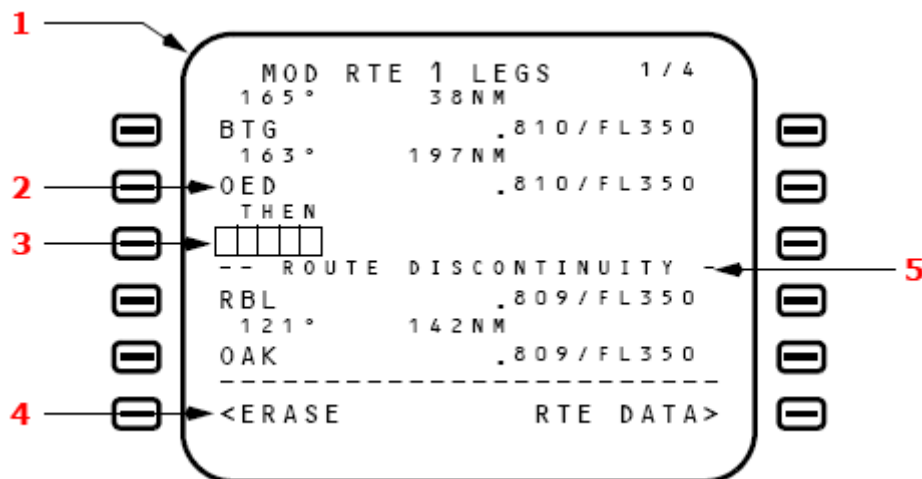 1
MOD RTE 1 LEGS 1/4
165° 38NM
BTG .810/FL350
163° 197NM
2 OED .810/FL350
THEN
3
-- ROUTE DISCONTINUITY - 5
RBL .809/FL350
121° 142NM
OAK .809/FL350
-------------------------
4 <ERASE RTE DATA>